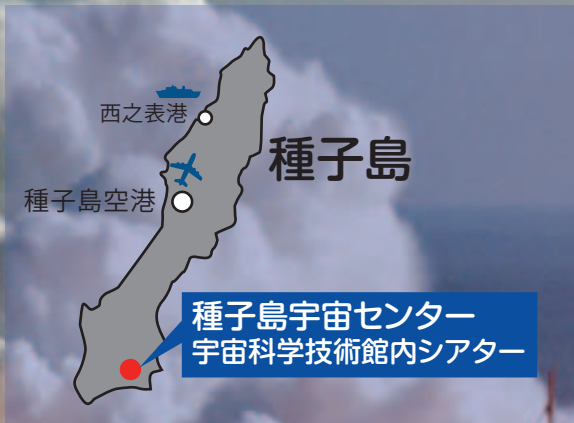 西之表港
種子島
種子島空港
種子島宇宙センター
宇宙科学技術館内シアター